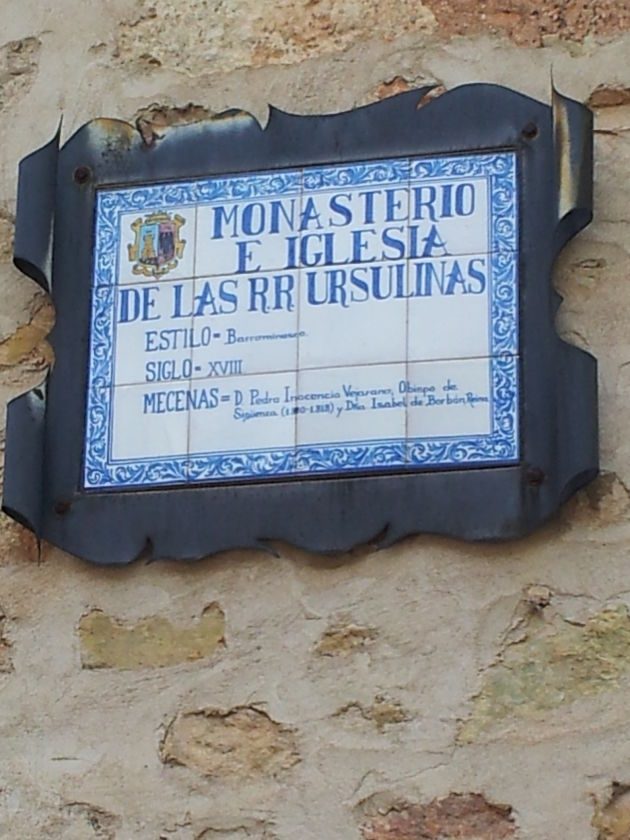 MONASTERIO
E IGLESIA
DE LAS RR URSULINAS
ESTILO= Barrominesco.
SIGLO= XVIII
MECENAS= D. Pedro Inocencio Vejarano, Obispo de
Sigüenza y Dña. Isabel de Borbón, Reina.